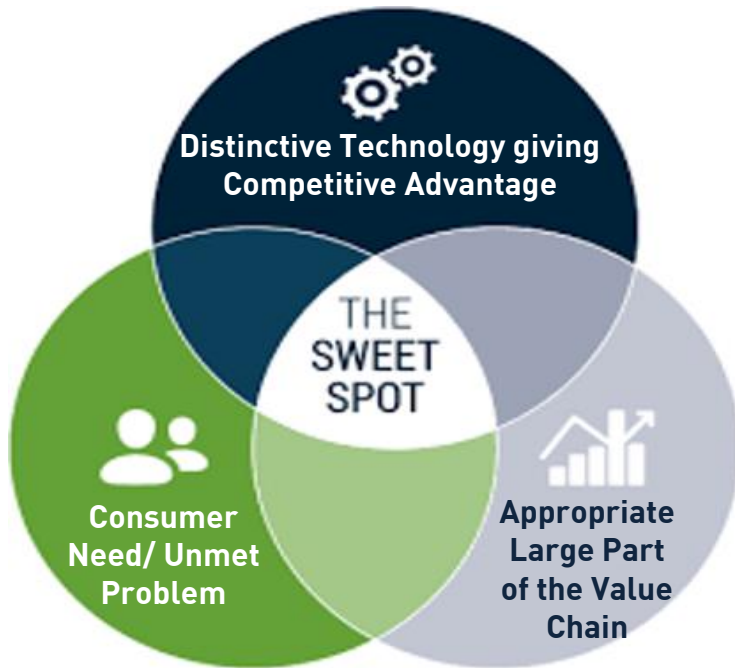 Distinctive Technology giving
Competitive Advantage
THE
SWEET
SPOT
Consumer
Need/ Unmet
Problem
Appropriate
Large Part
of the Value
Chain